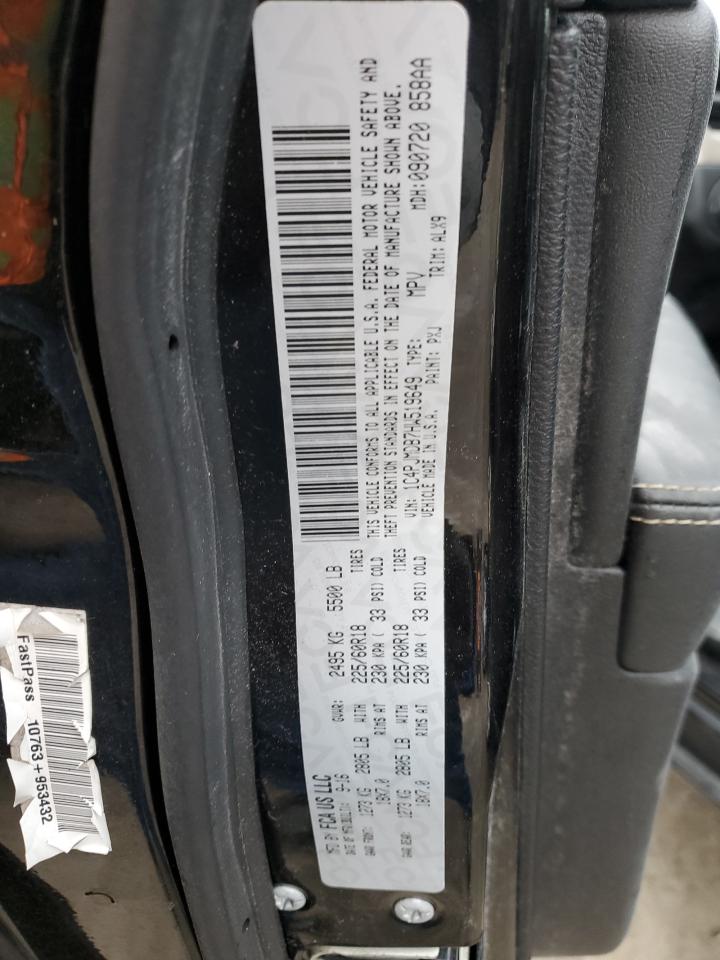 MFD BY FCA US LLC
DATE OF MFR: 9-16 GVWR: 2495 KG 5500 LB
GAWR FRONT: 1273 KG 2805 LB WITH 225/60R18 TIRES
18X7.0 RIMS AT 230 KPA ( 33 PSI) COLD
GAWR REAR: 1273 KG 2805 LB WITH 225/60R18 TIRES
18X7.0 RIMS AT 230 KPA ( 33 PSI) COLD
THIS VEHICLE CONFORMS TO ALL APPLICABLE U.S.A. FEDERAL MOTOR VEHICLE SAFETY AND
THEFT PREVENTION STANDARDS IN EFFECT ON THE DATE OF MANUFACTURE SHOWN ABOVE.
VIN: 1C4PJMDB7HW519649 TYPE: MPV MDH:090720 858AA
VEHICLE MADE IN U.S.A. PAINT: PXJ TRIM: ALX9
FastPass 10763+953432